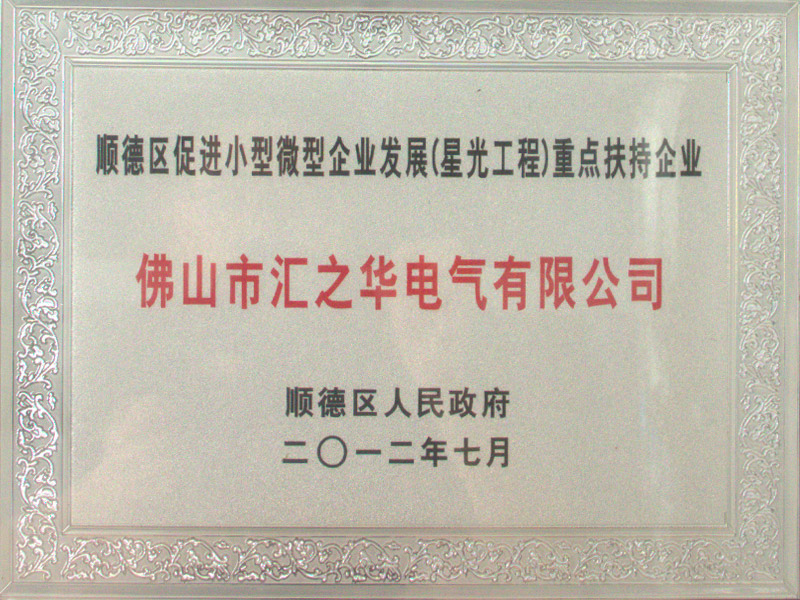 顺德区促进小型微型企业发展(星光工程)重点扶持企业
佛山市汇之华电气有限公司
顺德区人民政府
二〇一二年七月